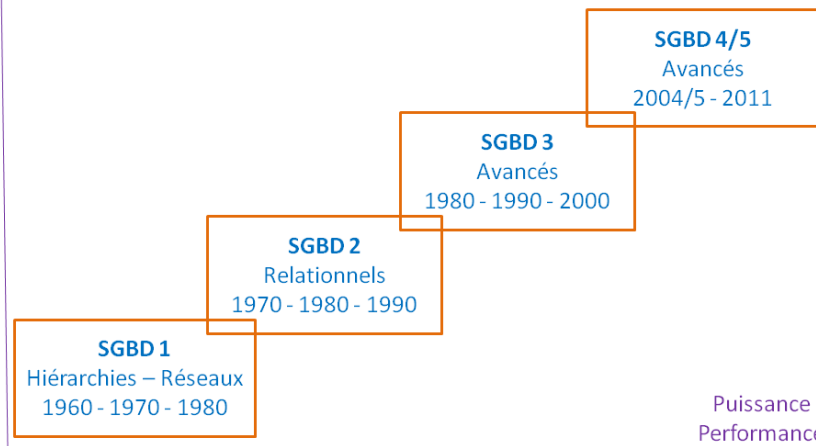 SGBD 4/5
Avancés
2004/5 - 2011
SGBD 3
Avancés
1980 - 1990 - 2000
SGBD 2
Relationnels
1970 - 1980 - 1990
SGBD 1
Hiérarchies – Réseaux
1960 - 1970 - 1980
Puissance
Performance